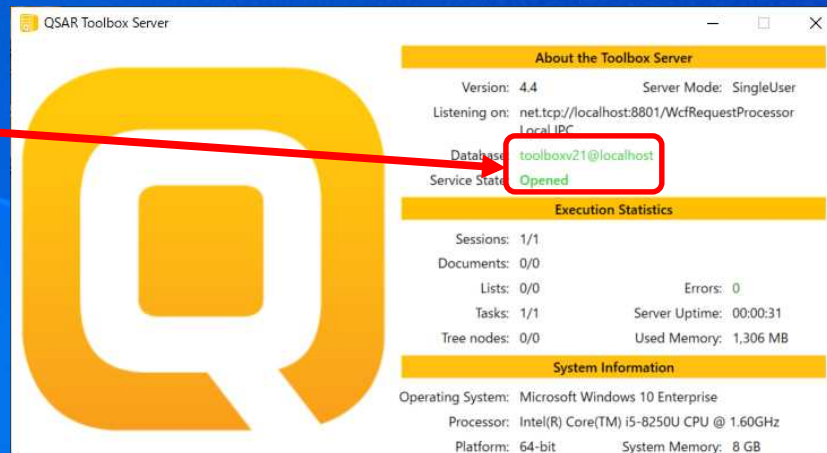 QSAR Toolbox Server
About the Toolbox Server
Version: 4.4 Server Mode: SingleUser
Listening on: net.tcp://localhost:8801/WcfRequestProcessor
Local IPC
Database: toolboxv21@localhost
Service State: Opened
Execution Statistics
Sessions: 1/1
Documents: 0/0
Lists: 0/0 Errors: 0
Tasks: 1/1 Server Uptime: 00:00:31
Tree nodes: 0/0 Used Memory: 1,306 MB
System Information
Operating System: Microsoft Windows 10 Enterprise
Processor: Intel(R) Core(TM) i5-8250U CPU @ 1.60GHz
Platform: 64-bit System Memory: 8 GB